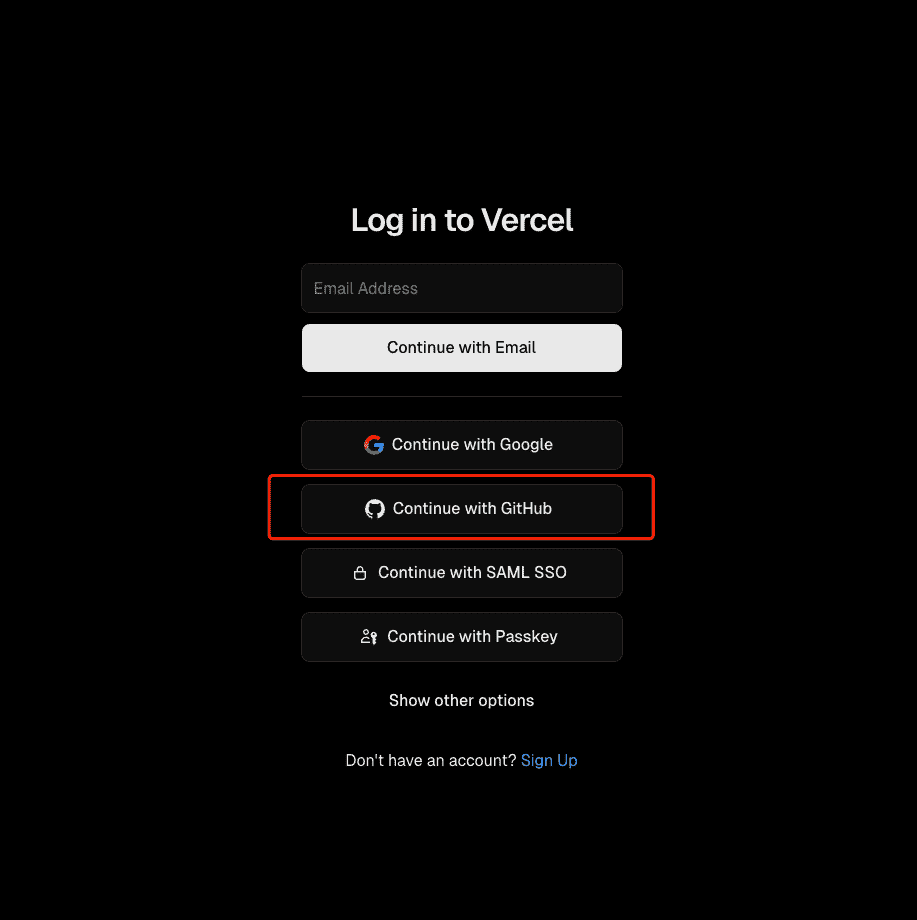 Log in to Vercel
Email Address
Continue with Email
Continue with Google
Continue with GitHub
Continue with SAML SSO
Continue with Passkey
Show other options
Don't have an account? Sign Up